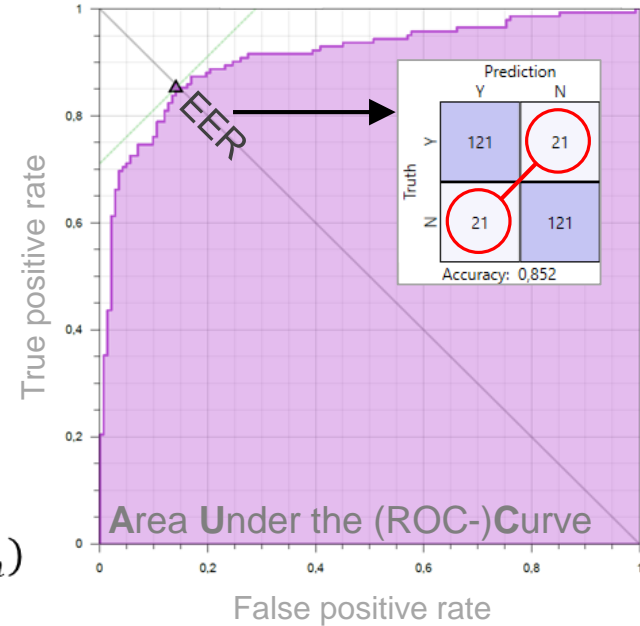 1
0,8
0,6
0,4
0,2
0
0
0,2
0,4
0,6
0,8
1
True positive rate
False positive rate
EER
Prediction
Y N
Truth
Y
N
121 21
21 121
Accuracy: 0,852
Area Under the (ROC-)Curve
)